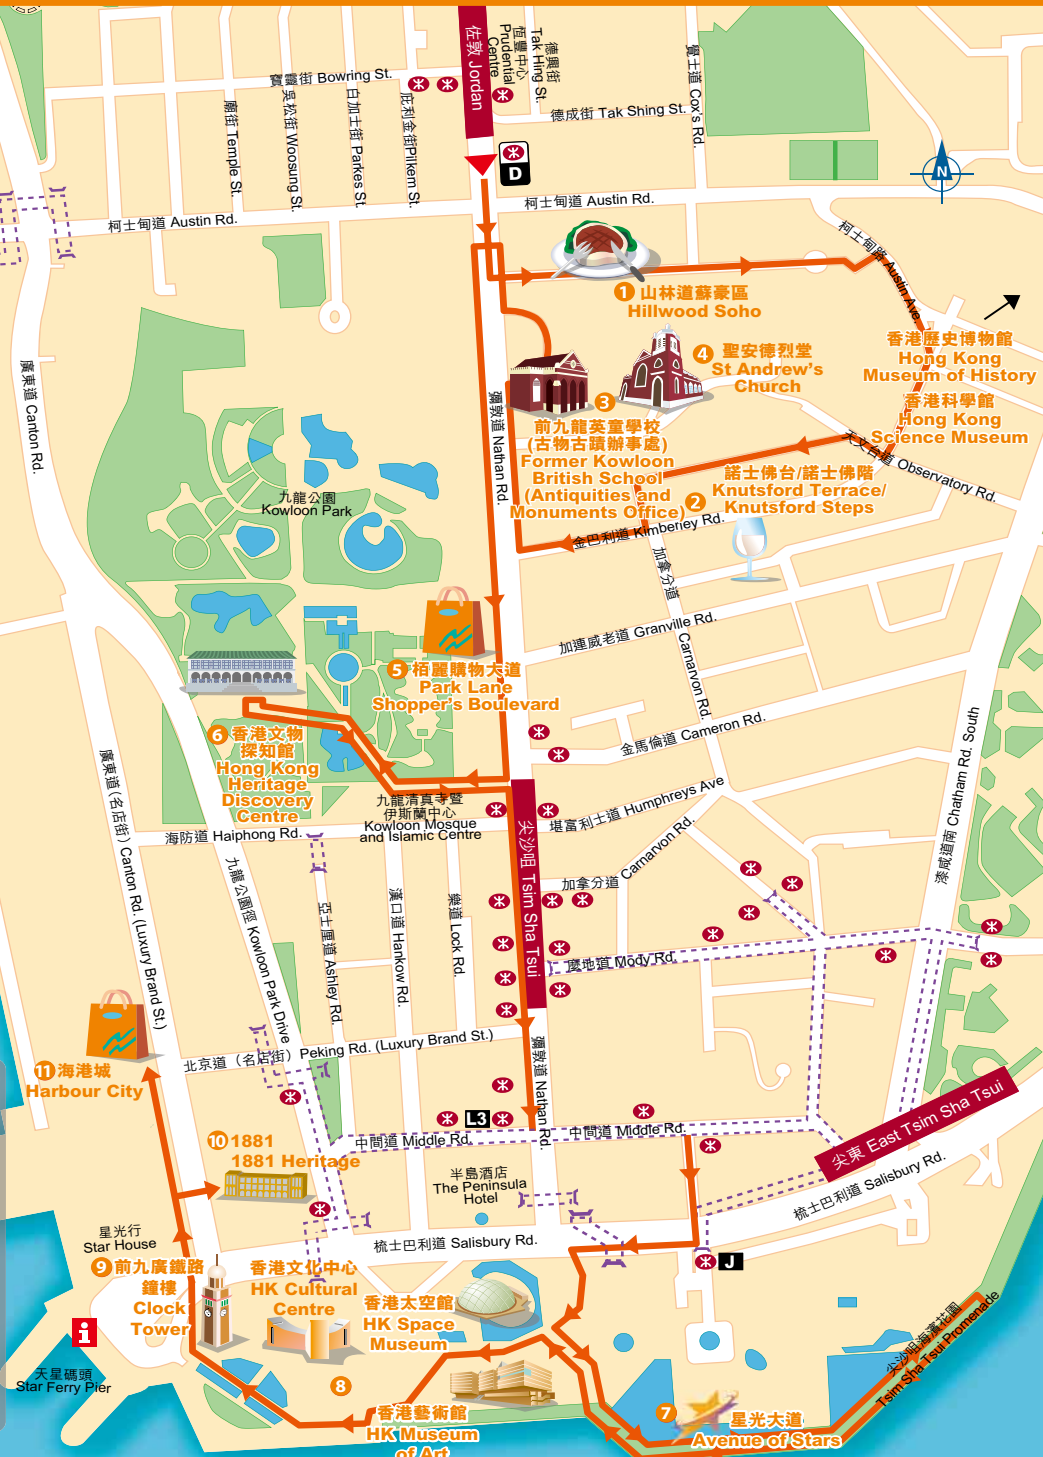 佐敦 Jordan
恆豐中心
Prudential
Centre
德興街
Tak Hing St.
覺士道 Cox's Rd.
寶靈街 Bowring St.
德成街 Tak Shing St.
廟街 Temple St.
吳松街 Woosung St.
白加士街 Parkes St.
庇利金街Pilkem St.
D
N
柯士甸道 Austin Rd.
柯士甸道 Austin Rd.
柯士甸路 Austin Ave.
1 山林道蘇豪區
Hillwood Soho
香港歷史博物館
Hong Kong
Museum of History
香港科學館
Hong Kong
Science Museum
4 聖安德烈堂
St Andrew's
Church
3
前九龍英童學校
(古物古蹟辦事處)
Former Kowloon
British School
(Antiquities and
Monuments Office)
2 諾士佛台/諾士佛階
Knutsford Terrace/
Knutsford Steps
天文台道 Observatory Rd.
廣東道 Canton Rd.
彌敦道 Nathan Rd.
九龍公園
Kowloon Park
金巴利道 Kimberley Rd.
加拿分道
Carnarvon Rd.
加連威老道 Granville Rd.
5 栢麗購物大道
Park Lane
Shopper's Boulevard
6 香港文物
探知館
Hong Kong
Heritage
Discovery
Centre
金馬倫道 Cameron Rd.
漆咸道南 Chatham Rd. South
廣東道(名店街) Canton Rd. (Luxury Brand St.)
九龍清真寺暨
伊斯蘭中心
Kowloon Mosque
and Islamic Centre
海防道 Haiphong Rd.
堪富利士道 Humphreys Ave
尖沙咀 Tsim Sha Tsui
加拿分道 Carnarvon Rd.
九龍公園徑 Kowloon Park Drive
亞士厘道 Ashley Rd.
漢口道 Hankow Rd.
樂道 Lock Rd.
麼地道 Mody Rd.
北京道（名店街）Peking Rd. (Luxury Brand St.)
彌敦道 Nathan Rd.
11 海港城
Harbour City
L3
中間道 Middle Rd.
中間道 Middle Rd.
尖東 East Tsim Sha Tsui
10 1881
1881 Heritage
半島酒店
The Peninsula
Hotel
梳士巴利道 Salisbury Rd.
梳士巴利道 Salisbury Rd.
J
星光行
Star House
9 前九廣鐵路
鐘樓
Clock
Tower
香港文化中心
HK Cultural
Centre
香港太空館
HK Space
Museum
i
天星碼頭
Star Ferry Pier
8
香港藝術館
HK Museum
of Art
7 星光大道
Avenue of Stars
尖沙咀海濱花園
Tsim Sha Tsui Promenade